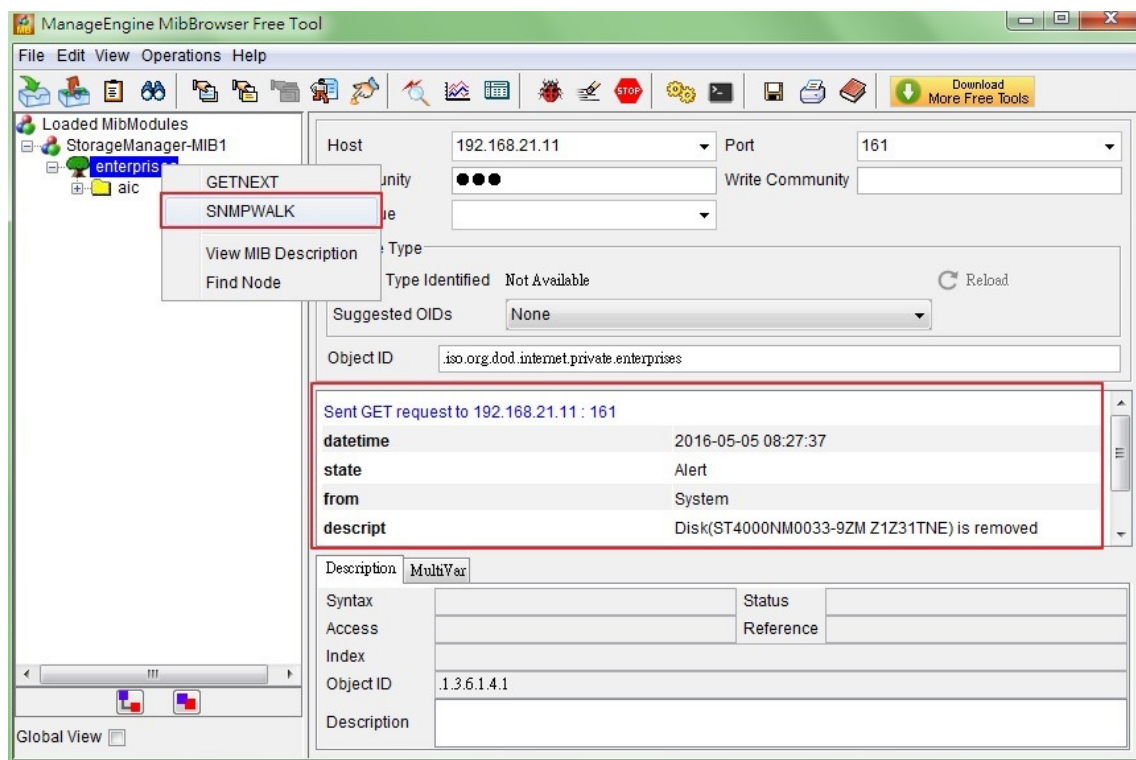 ManageEngine MibBrowser Free Tool
File Edit View Operations Help
STOP
Download
More Free Tools
Loaded MibModules
StorageManager-MIB1
enterpris
aic
GETNEXT
SNMPWALK
View MIB Description
Find Node
Host 192.168.21.11 Port 161
unity ●●● Write Community
ue
Type
Type Identified Not Available Reload
Suggested OIDs None
Object ID .iso.org.dod.internet.private.enterprises
Sent GET request to 192.168.21.11 : 161
datetime 2016-05-05 08:27:37
state Alert
from System
descript Disk(ST4000NM0033-9ZM Z1Z31TNE) is removed
Description MultiVar
Syntax Status
Access Reference
Index
Object ID .1.3.6.1.4.1
Description
Global View